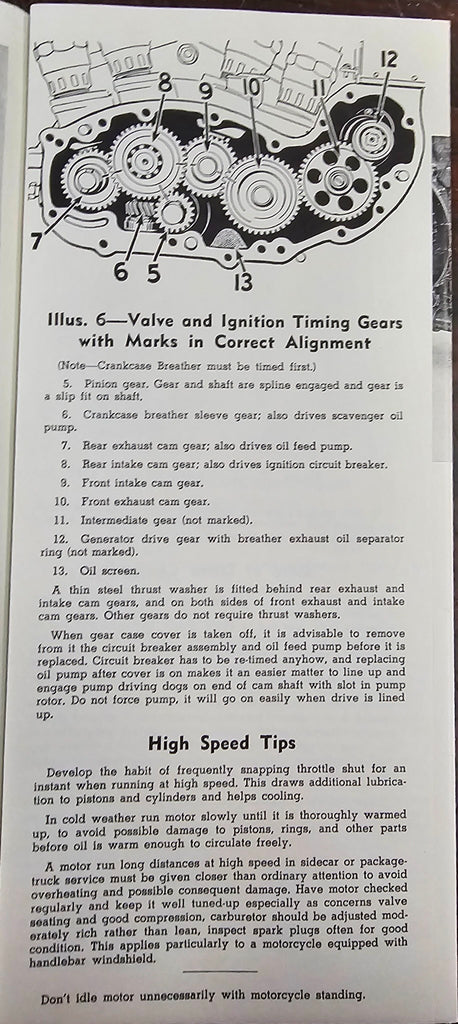 12
8
9
10
11
7
6
5
13
Illus. 6—Valve and Ignition Timing Gears
with Marks in Correct Alignment
(Note—Crankcase Breather must be timed first.)
5. Pinion gear. Gear and shaft are spline engaged and gear is
a slip fit on shaft.
6. Crankcase breather sleeve gear; also drives scavenger oil
pump.
7. Rear exhaust cam gear; also drives oil feed pump.
8. Rear intake cam gear; also drives ignition circuit breaker.
9. Front intake cam gear.
10. Front exhaust cam gear.
11. Intermediate gear (not marked).
12. Generator drive gear with breather exhaust oil separator
ring (not marked).
13. Oil screen.
A thin steel thrust washer is fitted behind rear exhaust and
intake cam gears, and on both sides of front exhaust and intake
cam gears. Other gears do not require thrust washers.
When gear case cover is taken off, it is advisable to remove
from it the circuit breaker assembly and oil feed pump before it is
replaced. Circuit breaker has to be re-timed anyhow, and replacing
oil pump after cover is on makes it an easier matter to line up and
engage pump driving dogs on end of cam shaft with slot in pump
rotor. Do not force pump, it will go on easily when drive is lined
up.
High Speed Tips
Develop the habit of frequently snapping throttle shut for an
instant when running at high speed. This draws additional lubrica-
tion to pistons and cylinders and helps cooling.
In cold weather run motor slowly until it is thoroughly warmed
up, to avoid possible damage to pistons, rings, and other parts
before oil is warm enough to circulate freely.
A motor run long distances at high speed in sidecar or package-
truck service must be given closer than ordinary attention to avoid
overheating and possible consequent damage. Have motor checked
regularly and keep it well tuned-up especially as concerns valve
seating and good compression, carburetor should be adjusted mod-
erately rich rather than lean, inspect spark plugs often for good
condition. This applies particularly to a motorcycle equipped with
handlebar windshield.
Don't idle motor unnecessarily with motorcycle standing.